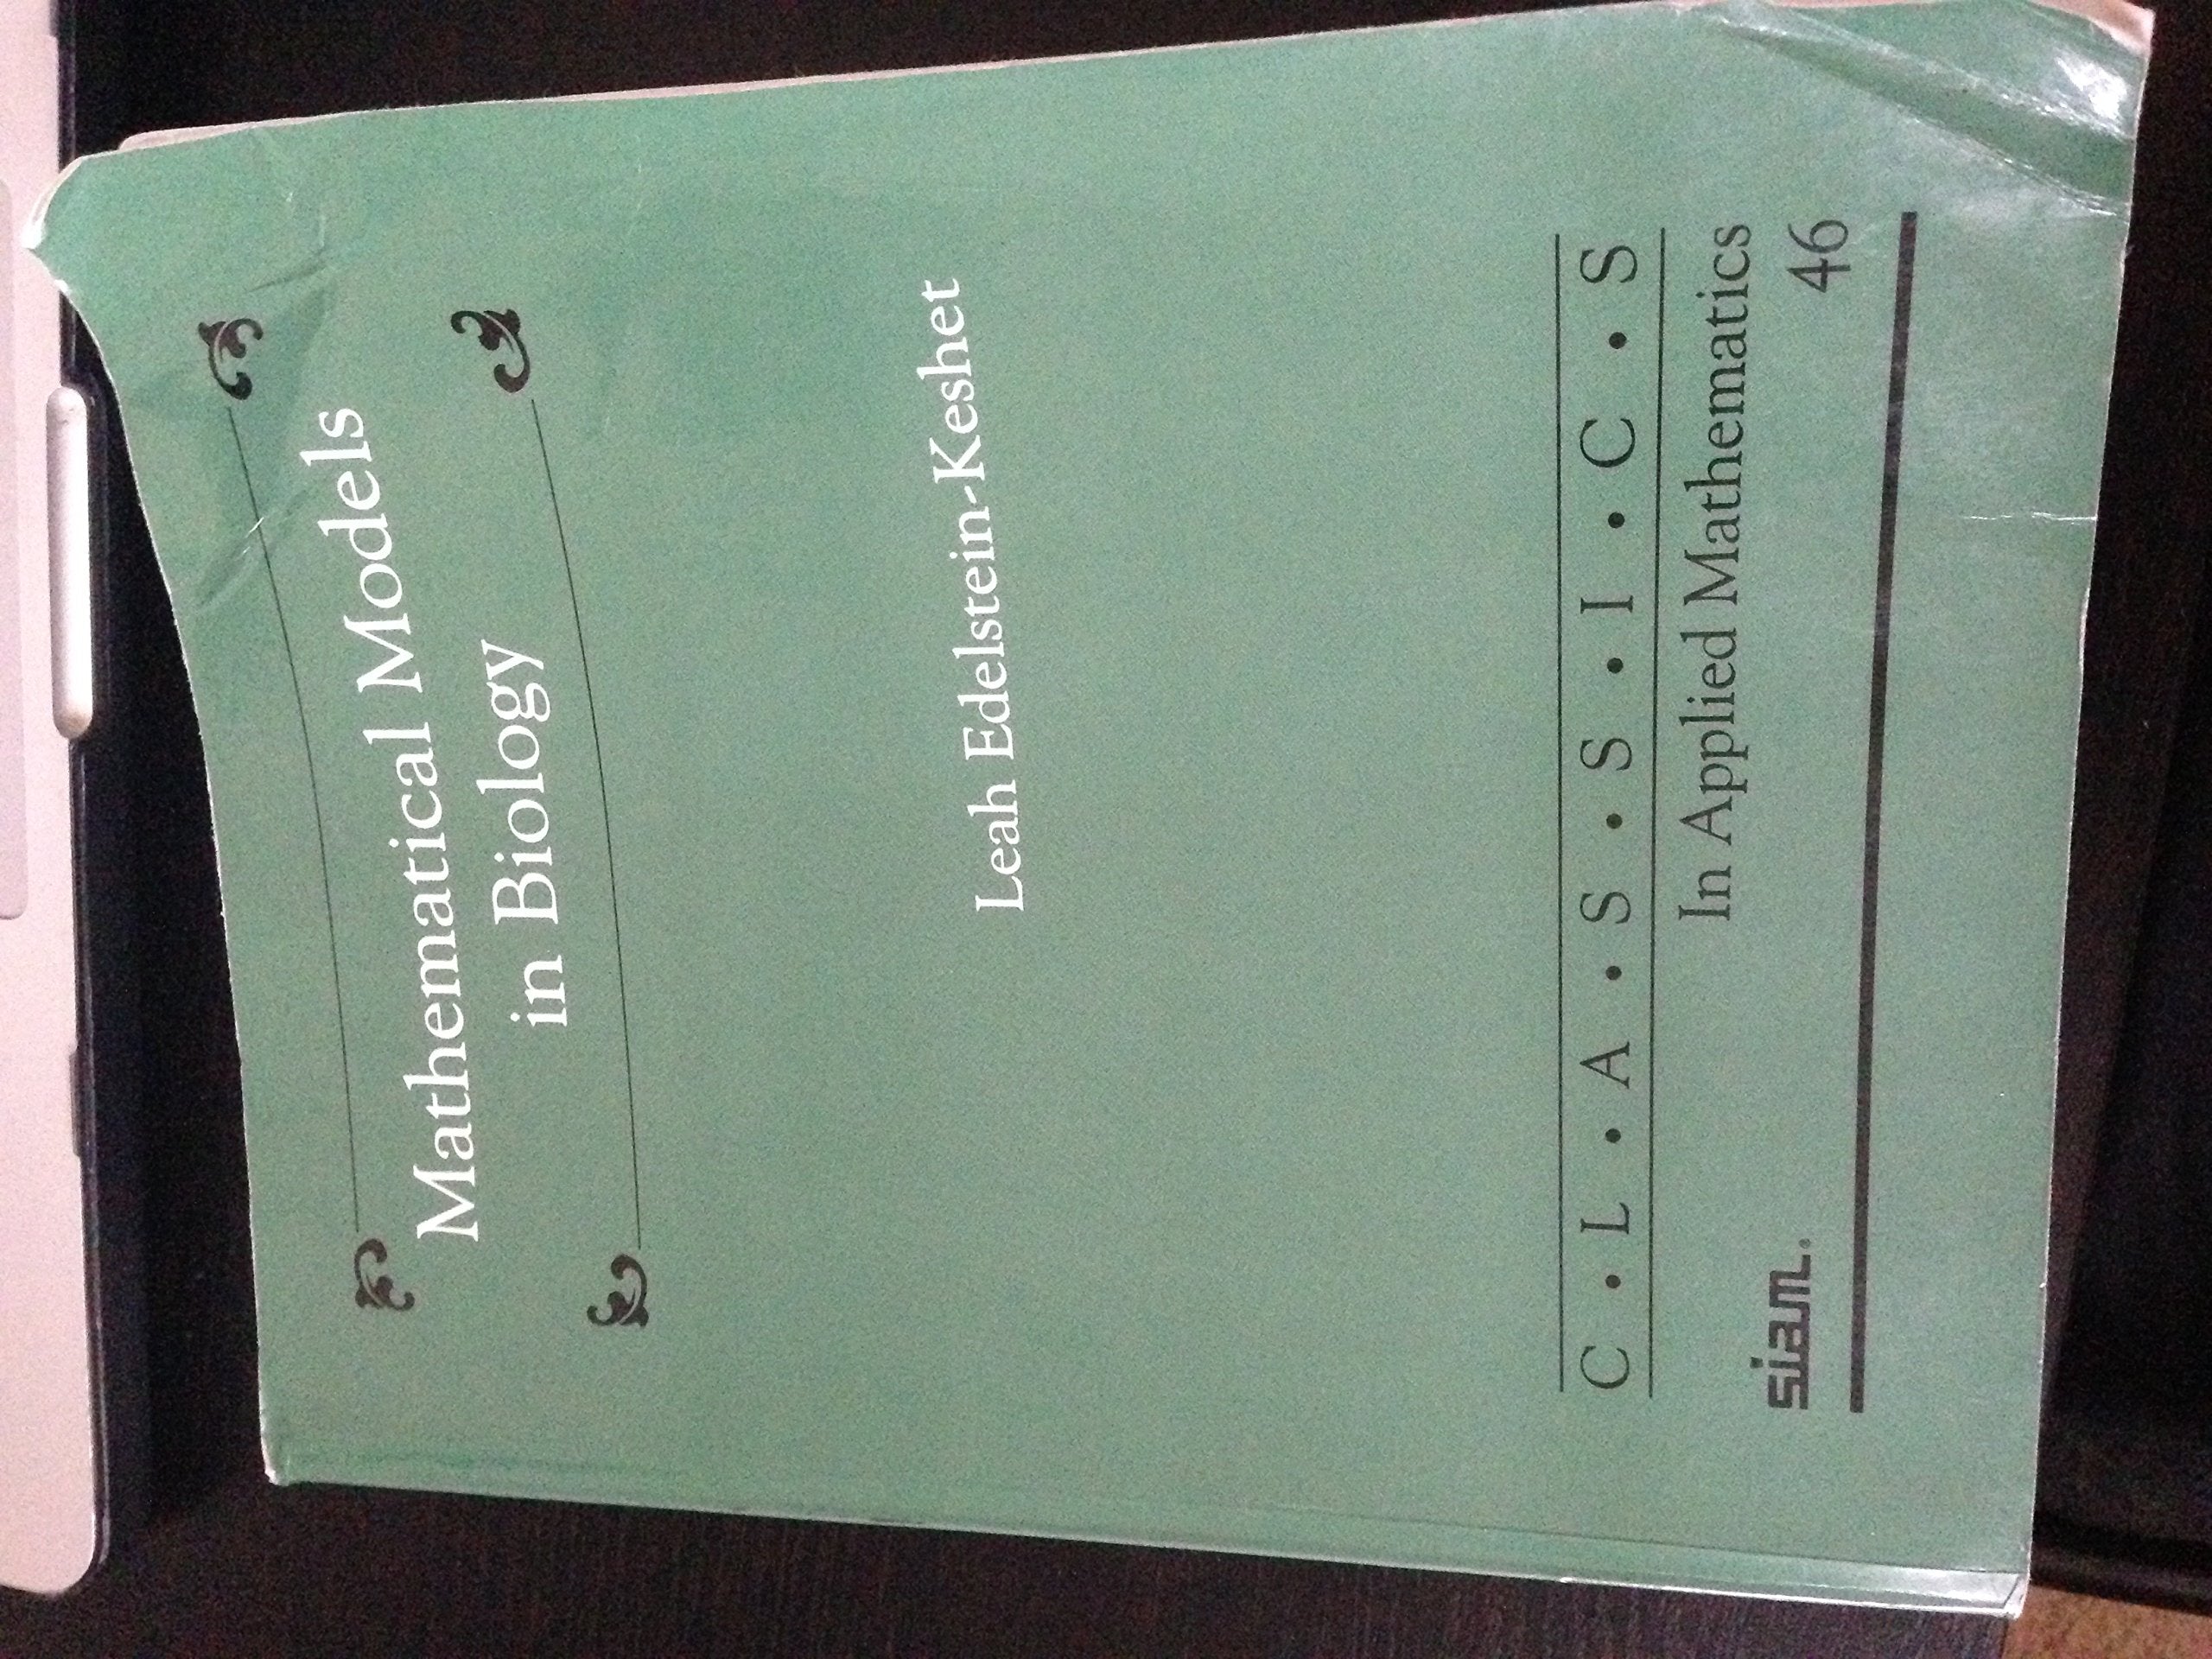 Mathematical Models
in Biology
Leah Edelstein-Keshet
C • L • A • S • S • I • C • S
In Applied Mathematics
siam® 46